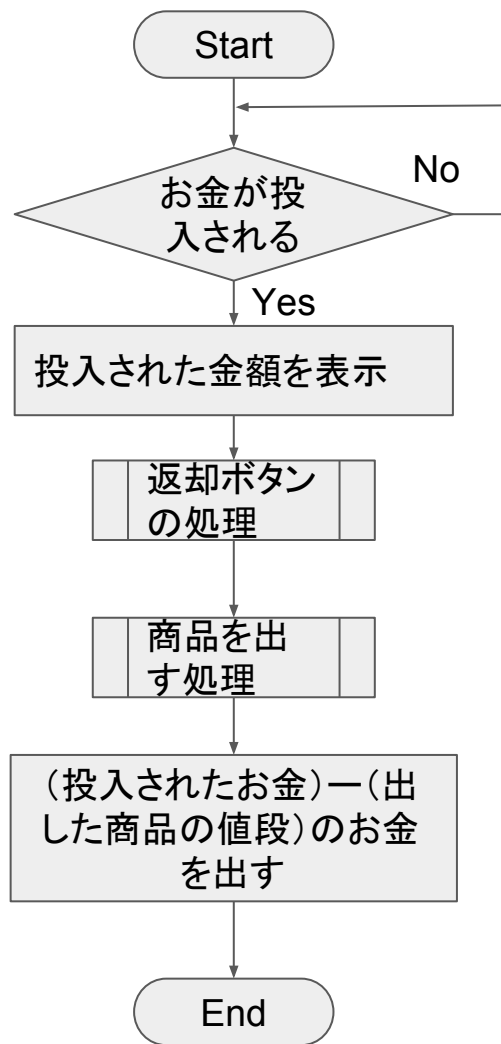 Start
No
お金が投
入される
Yes
投入された金額を表示
返却ボタン
の処理
商品を出
す処理
(投入されたお金)ー(出
した商品の値段)のお金
を出す
End